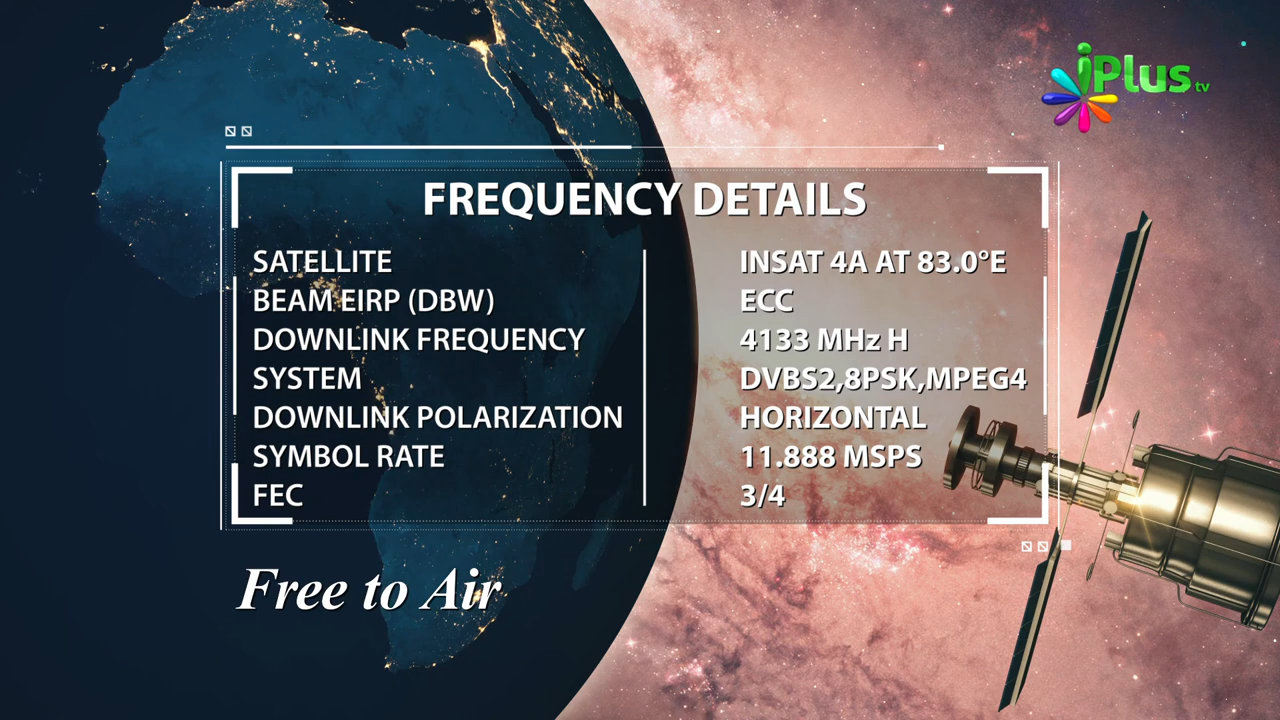 iPlus tv
FREQUENCY DETAILS
SATELLITE INSAT 4A AT 83.0°E
BEAM EIRP (DBW) ECC
DOWNLINK FREQUENCY 4133 MHz H
SYSTEM DVBS2,8PSK,MPEG4
DOWNLINK POLARIZATION HORIZONTAL
SYMBOL RATE 11.888 MSPS
FEC 3/4
Free to Air